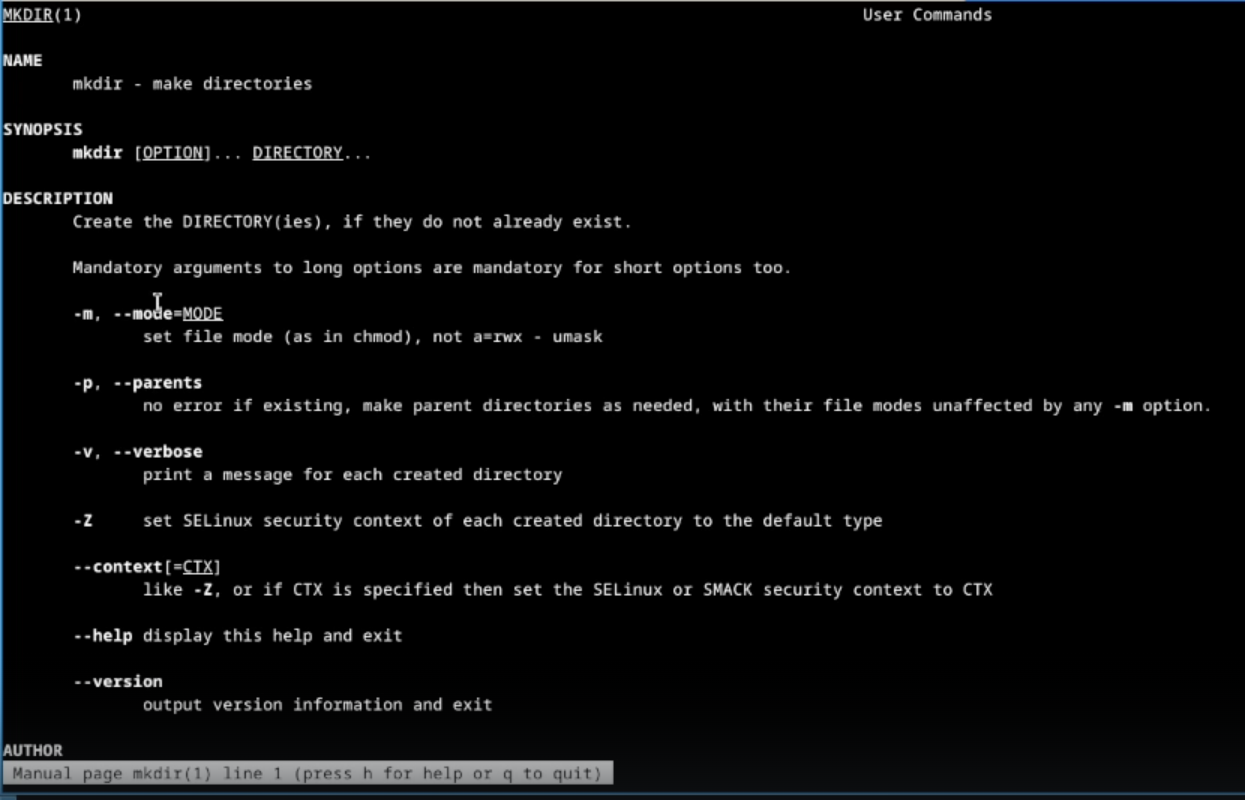 MKDIR(1) User Commands
NAME
mkdir - make directories
SYNOPSIS
mkdir [OPTION]... DIRECTORY...
DESCRIPTION
Create the DIRECTORY(ies), if they do not already exist.
Mandatory arguments to long options are mandatory for short options too.
-m, --mode=MODE
set file mode (as in chmod), not a=rwx - umask
-p, --parents
no error if existing, make parent directories as needed, with their file modes unaffected by any -m option.
-v, --verbose
print a message for each created directory
-Z set SELinux security context of each created directory to the default type
--context[=CTX]
like -Z, or if CTX is specified then set the SELinux or SMACK security context to CTX
--help display this help and exit
--version
output version information and exit
AUTHOR
Manual page mkdir(1) line 1 (press h for help or q to quit)